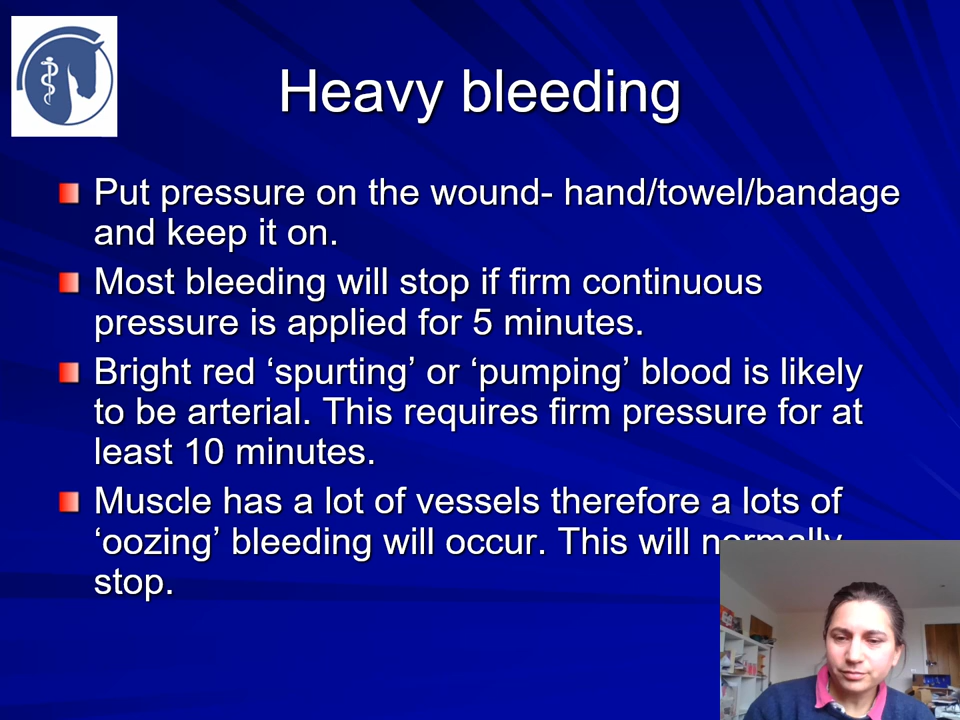 Heavy bleeding
Put pressure on the wound- hand/towel/bandage
and keep it on.
Most bleeding will stop if firm continuous
pressure is applied for 5 minutes.
Bright red ‘spurting’ or ‘pumping’ blood is likely
to be arterial. This requires firm pressure for at
least 10 minutes.
Muscle has a lot of vessels therefore a lots of
‘oozing’ bleeding will occur. This will normally
stop.